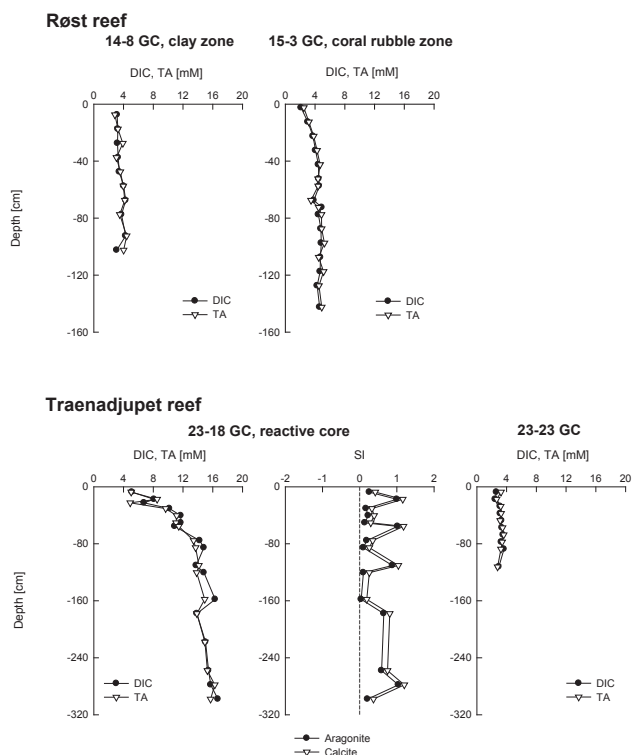 Røst reef
14-8 GC, clay zone
15-3 GC, coral rubble zone
DIC, TA [mM]
DIC, TA [mM]
0 4 8 12 16 20
0 4 8 12 16 20
0
-40
-80
-120
-160
Depth [cm]
DIC
TA
DIC
TA
Traenadjupet reef
23-18 GC, reactive core
23-23 GC
DIC, TA [mM]
SI
DIC, TA [mM]
0 4 8 12 16 20
-2 -1 0 1 2
0 4 8 12 16 20
0
-80
-160
-240
-320
Depth [cm]
DIC
TA
DIC
TA
Aragonite
Calcite